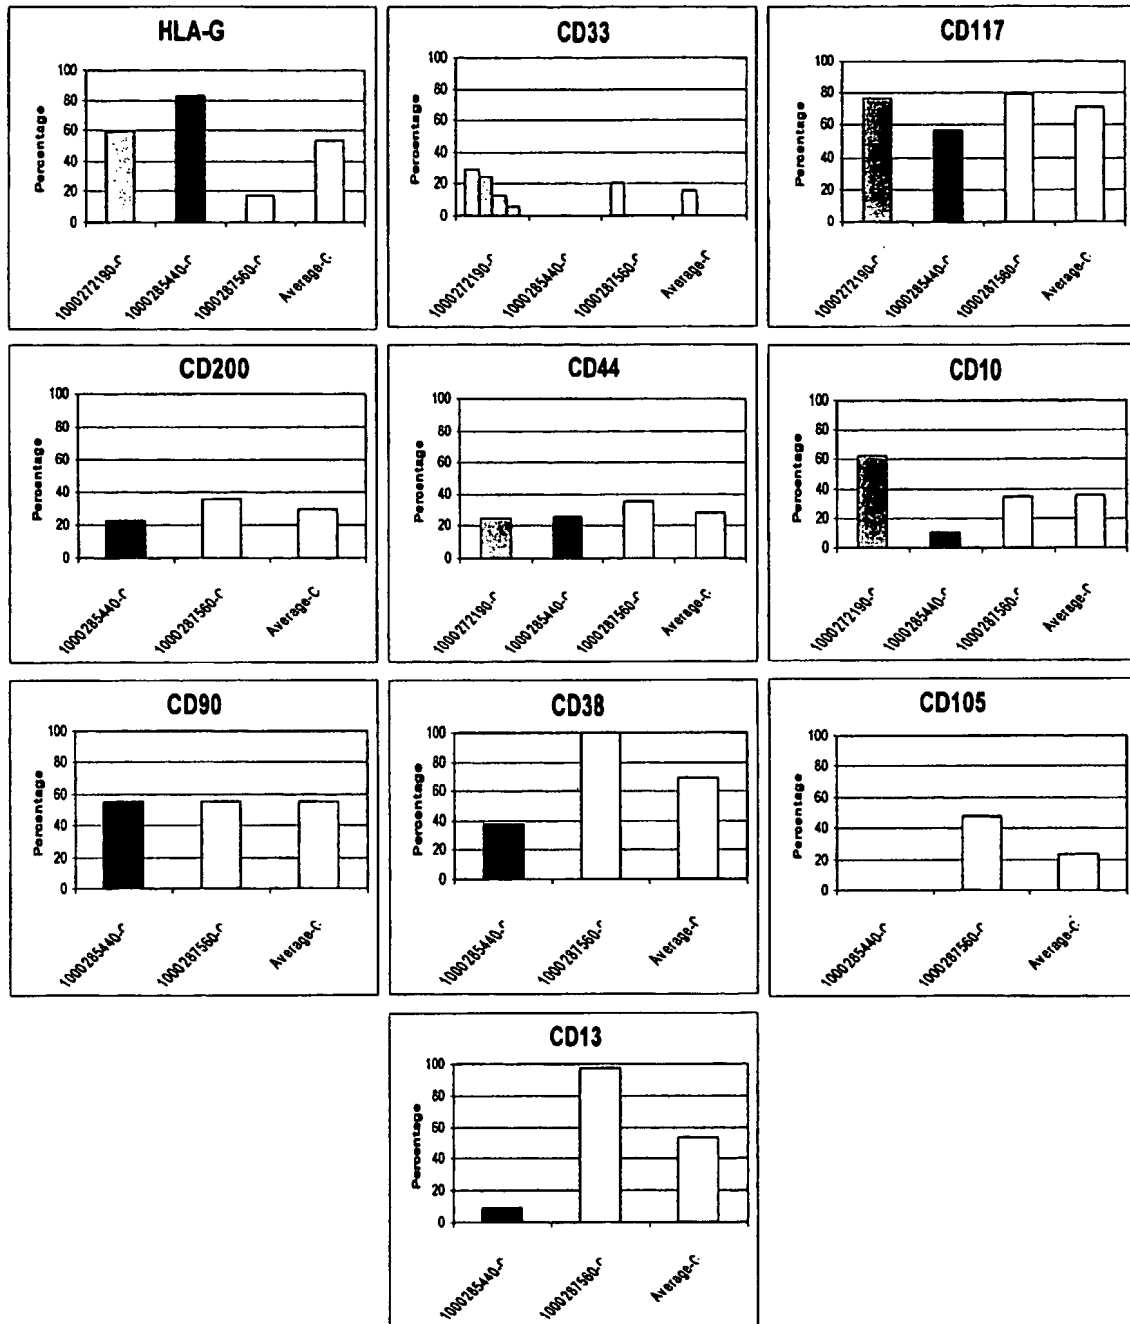 HLA-G
Percentage
100
80
60
40
20
0
1000272190-C
1000285440-C
1000287560-C
Average-C
CD33
Percentage
100
80
60
40
20
0
1000272190-C
1000285440-C
1000287560-C
Average-C
CD117
Percentage
100
80
60
40
20
0
1000272190-C
1000285440-C
1000287560-C
Average-C
CD200
Percentage
100
80
60
40
20
0
1000285440-C
1000287560-C
Average-C
CD44
Percentage
100
80
60
40
20
0
1000272190-C
1000285440-C
1000287560-C
Average-C
CD10
Percentage
100
80
60
40
20
0
1000272190-C
1000285440-C
1000287560-C
Average-C
CD90
Percentage
100
80
60
40
20
0
1000285440-C
1000287560-C
Average-C
CD38
Percentage
100
80
60
40
20
0
1000285440-C
1000287560-C
Average-C
CD105
Percentage
100
80
60
40
20
0
1000285440-C
1000287560-C
Average-C
CD13
Percentage
100
80
60
40
20
0
1000285440-C
1000287560-C
Average-C